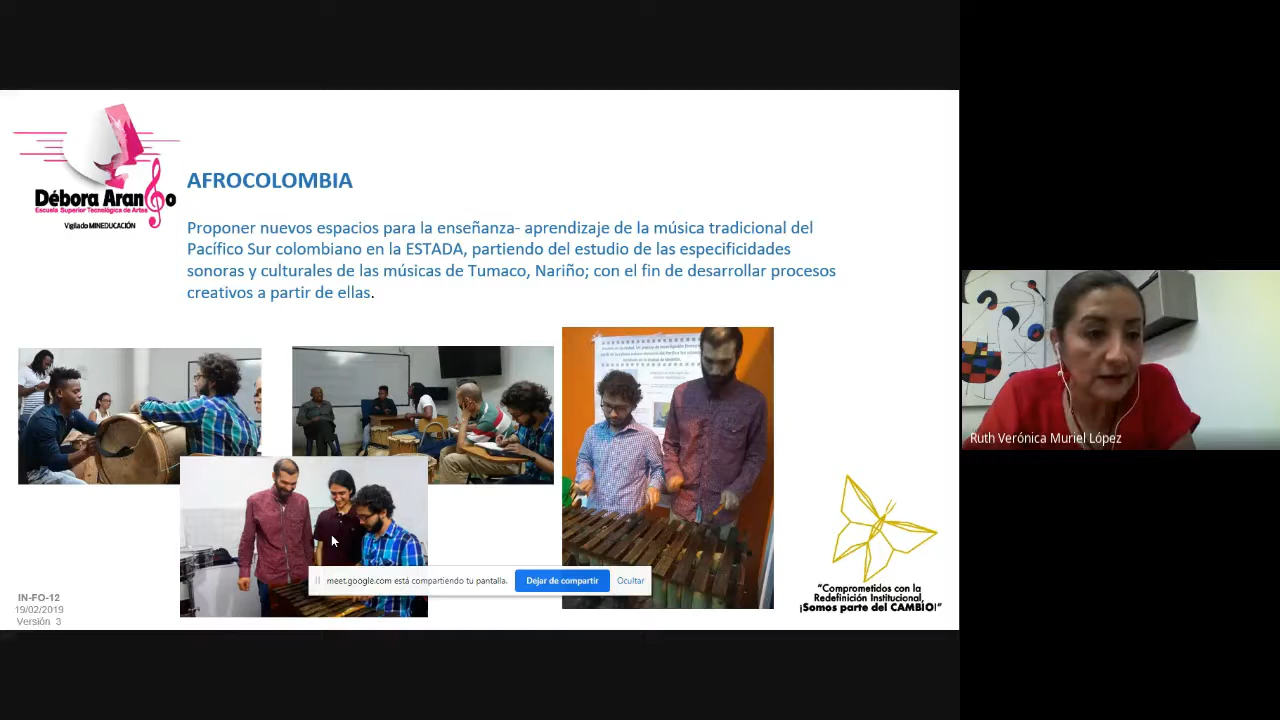 Débora Arango
Escuela Superior Tecnológica de Artes
Vigilado MINEDUCACIÓN
AFROCOLOMBIA
Proponer nuevos espacios para la enseñanza- aprendizaje de la música tradicional del
Pacífico Sur colombiano en la ESTADA, partiendo del estudio de las especificidades
sonoras y culturales de las músicas de Tumaco, Nariño; con el fin de desarrollar procesos
creativos a partir de ellas.
Ruth Verónica Muriel López
meet.google.com está compartiendo tu pantalla.
Dejar de compartir
Ocultar
IN-FO-12
19/02/2019
Versión 3
"Comprometidos con la
Redefinición Institucional,
¡Somos parte del CAMBIO!"